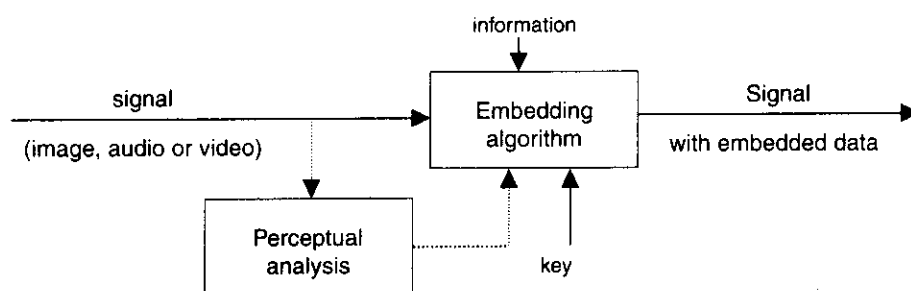 information
signal
(image, audio or video)
Embedding
algorithm
Signal
with embedded data
Perceptual
analysis
key